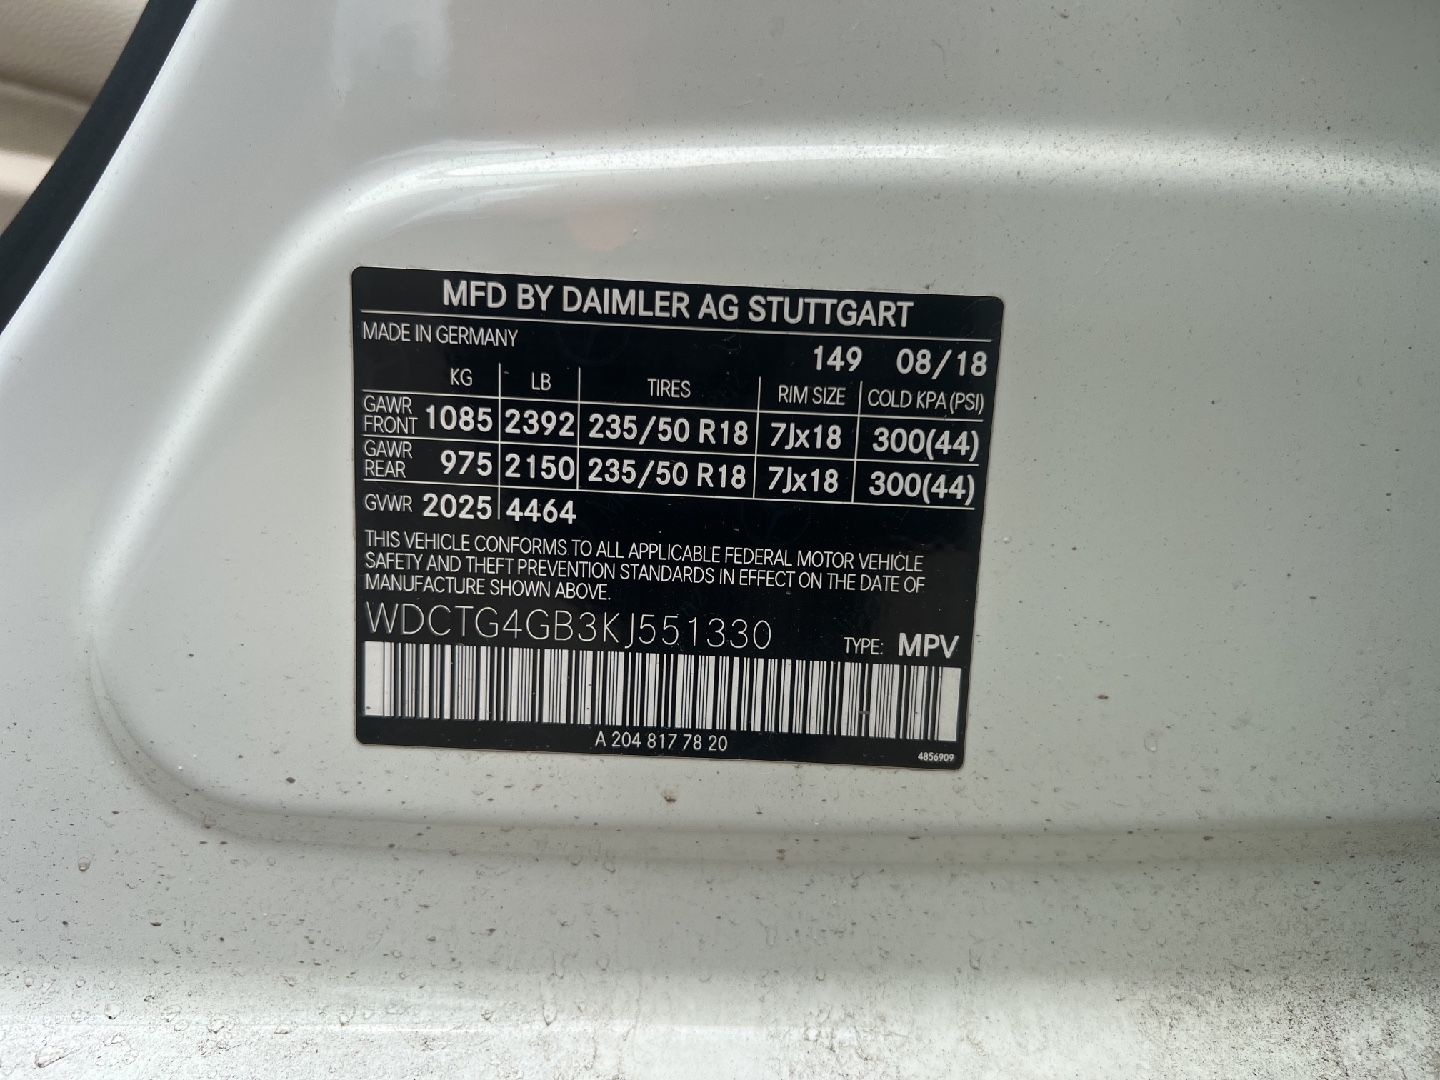 MFD BY DAIMLER AG STUTTGART
MADE IN GERMANY
149 08/18
KG LB TIRES RIM SIZE COLD KPA (PSI)
GAWR FRONT 1085 2392 235/50 R18 7Jx18 300(44)
GAWR REAR 975 2150 235/50 R18 7Jx18 300(44)
GVWR 2025 4464
THIS VEHICLE CONFORMS TO ALL APPLICABLE FEDERAL MOTOR VEHICLE
SAFETY AND THEFT PREVENTION STANDARDS IN EFFECT ON THE DATE OF
MANUFACTURE SHOWN ABOVE.
WDCTG4GB3KJ551330 TYPE: MPV
A 204 817 78 20
4856909